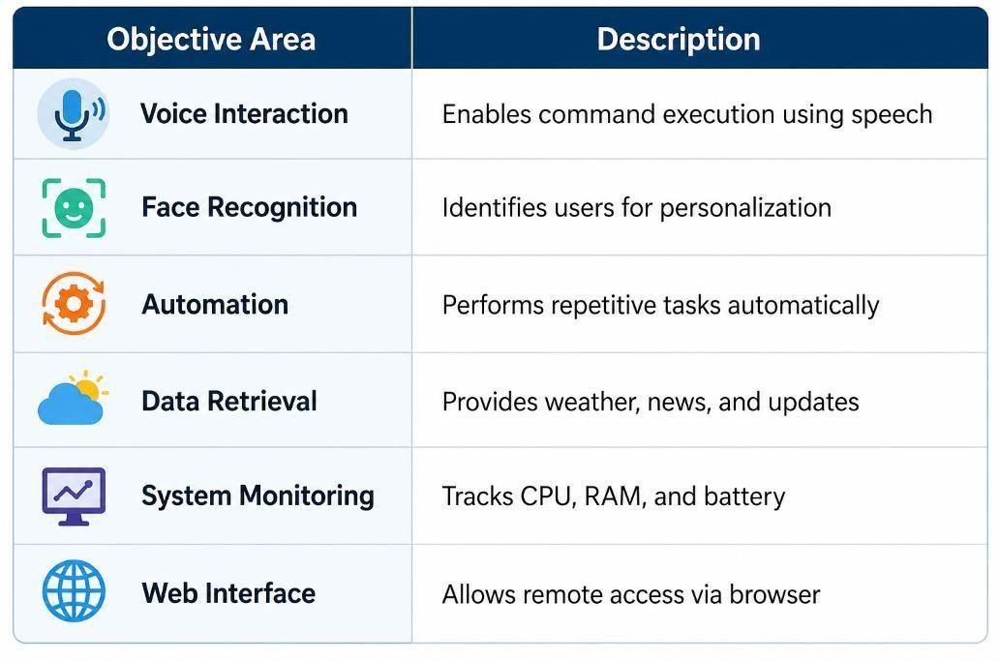 Objective Area
Description
Voice Interaction
Enables command execution using speech
Face Recognition
Identifies users for personalization
Automation
Performs repetitive tasks automatically
Data Retrieval
Provides weather, news, and updates
System Monitoring
Tracks CPU, RAM, and battery
Web Interface
Allows remote access via browser